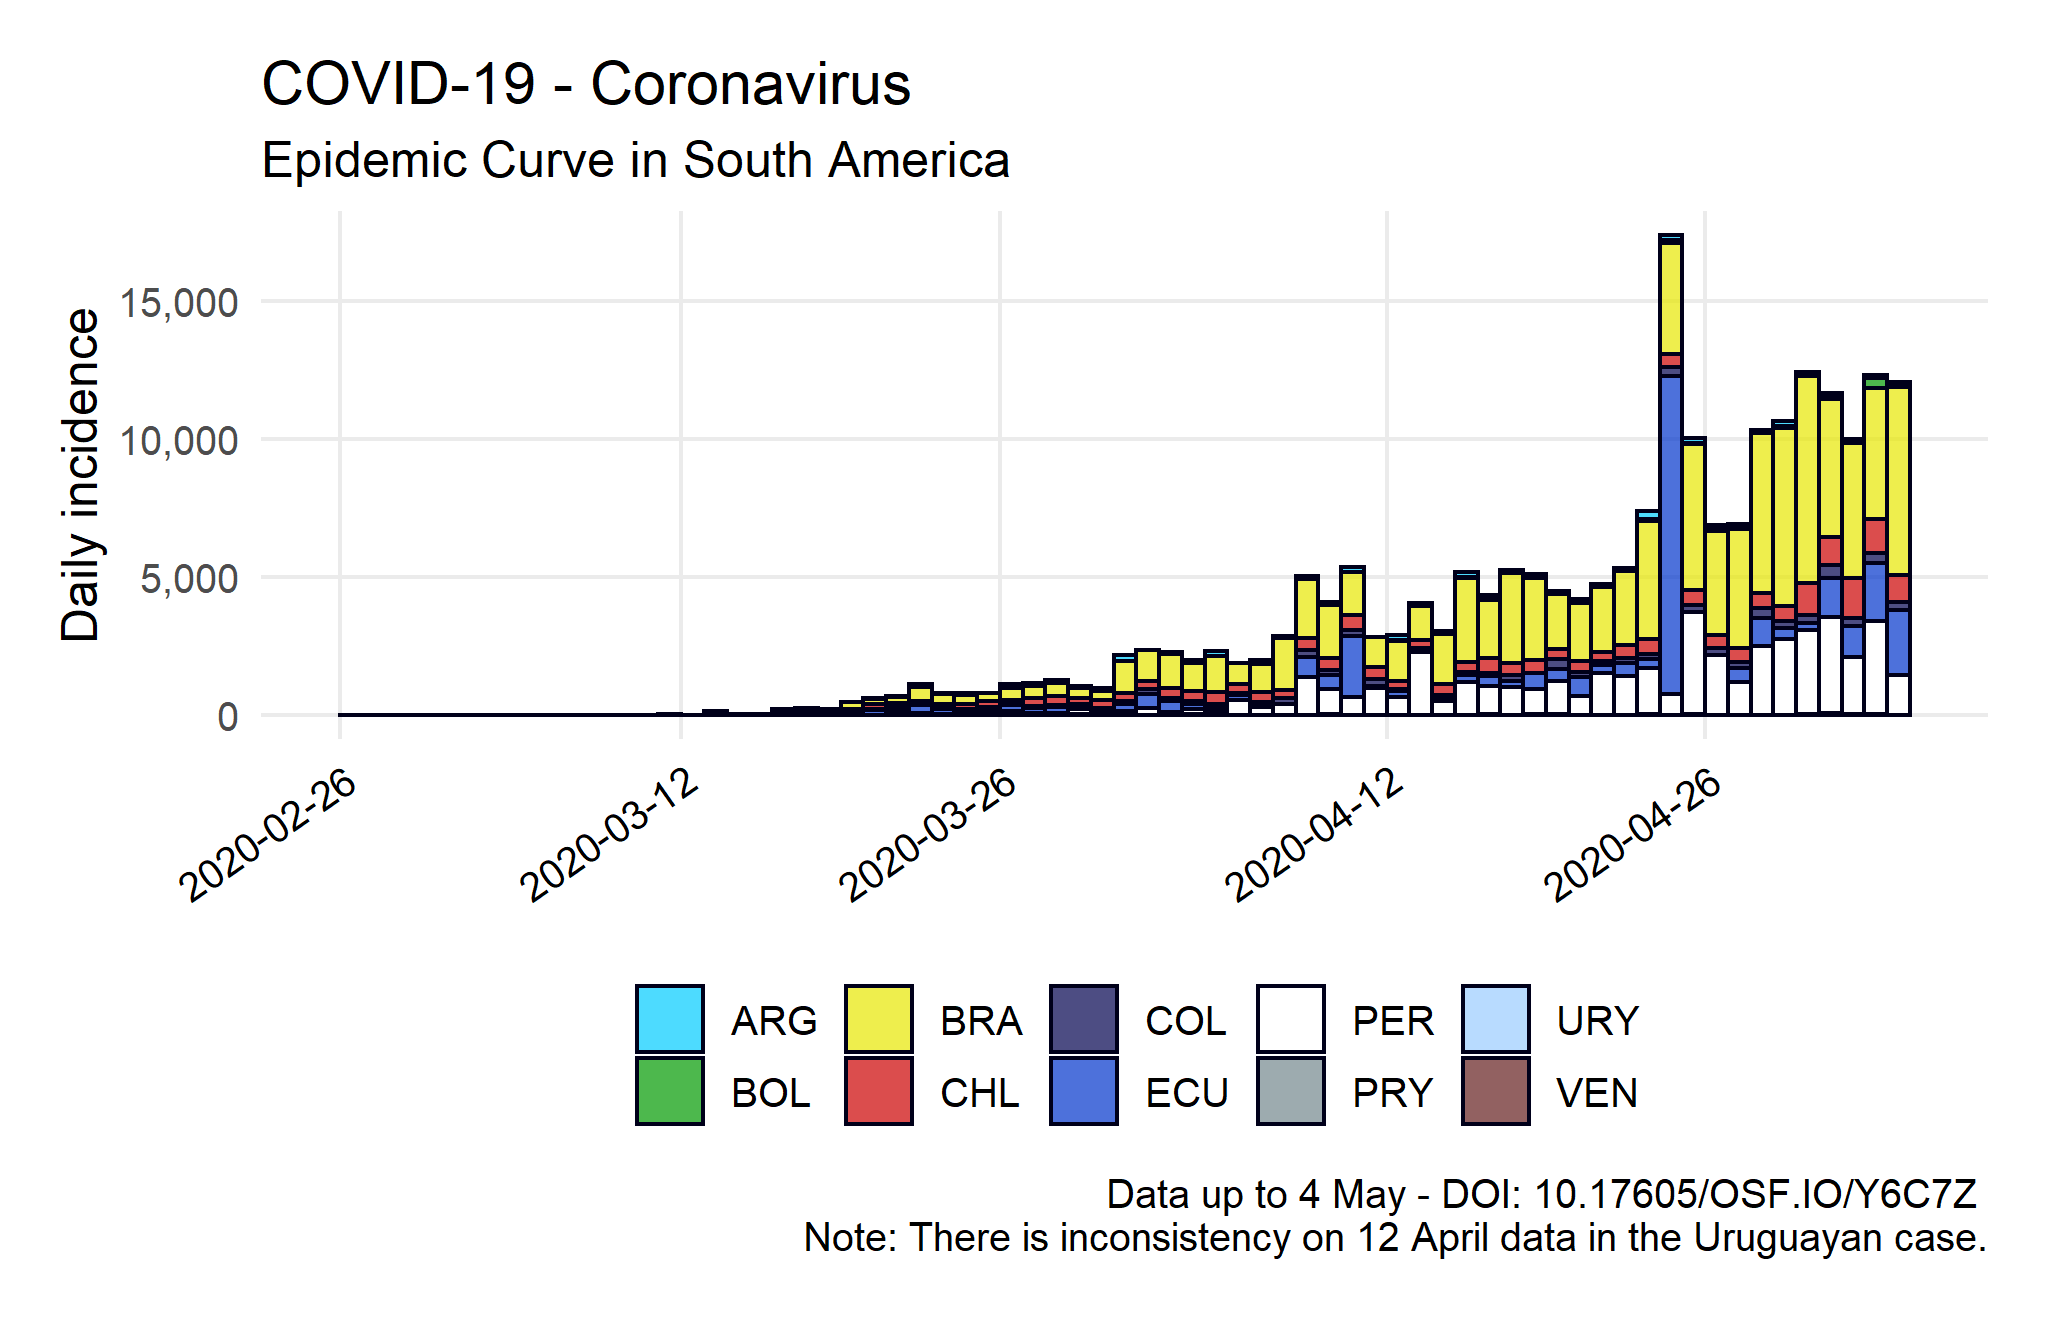 COVID-19 - Coronavirus
Epidemic Curve in South America
Daily incidence
15,000
10,000
5,000
0
2020-02-26
2020-03-12
2020-03-26
2020-04-12
2020-04-26
ARG BRA COL PER URY
BOL CHL ECU PRY VEN
Data up to 4 May - DOI: 10.17605/OSF.IO/Y6C7Z
Note: There is inconsistency on 12 April data in the Uruguayan case.